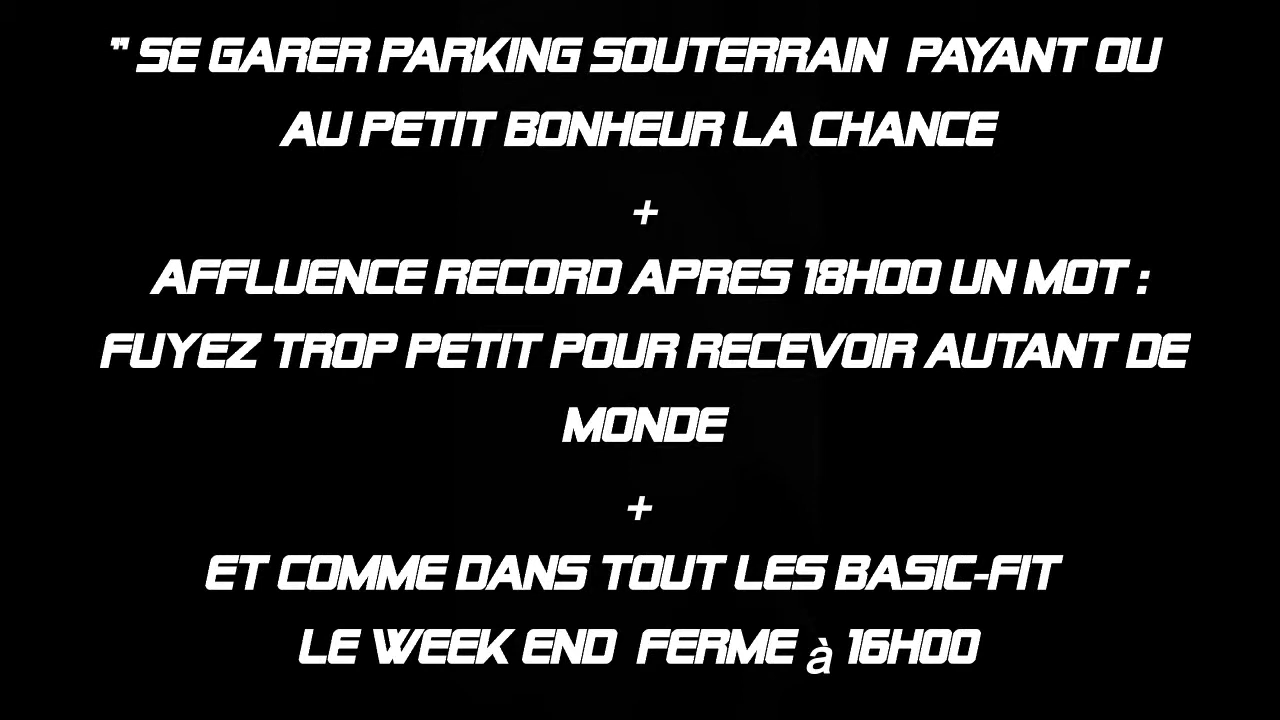 " SE GARER PARKING SOUTERRAIN PAYANT OU
AU PETIT BONHEUR LA CHANCE
+
AFFLUENCE RECORD APRES 18H00 UN MOT :
FUYEZ TROP PETIT POUR RECEVOIR AUTANT DE
MONDE
+
ET COMME DANS TOUT LES BASIC-FIT
LE WEEK END FERME à 16H00